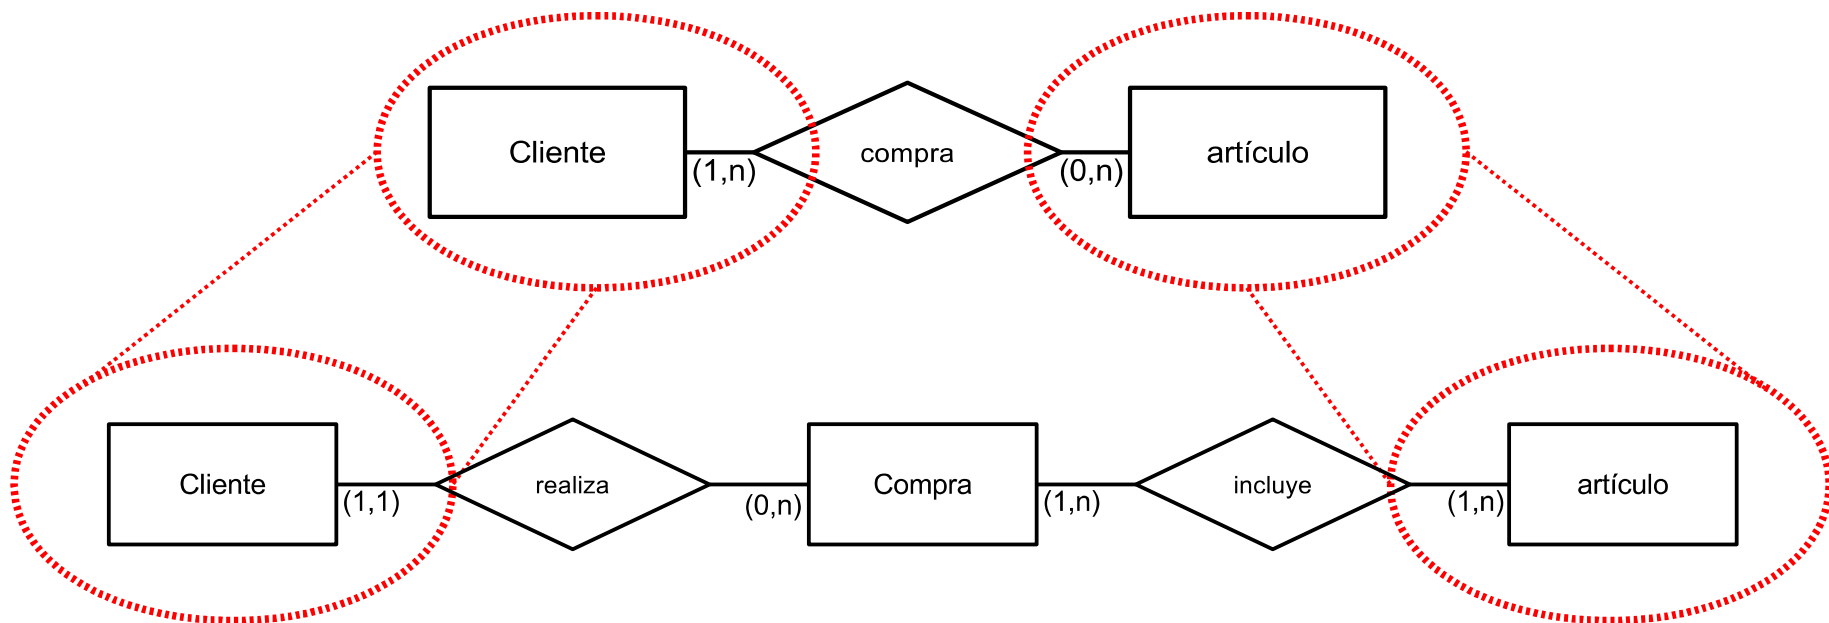 Cliente
(1,n)
compra
(0,n)
artículo
Cliente
(1,1)
realiza
(0,n)
Compra
(1,n)
incluye
(1,n)
artículo